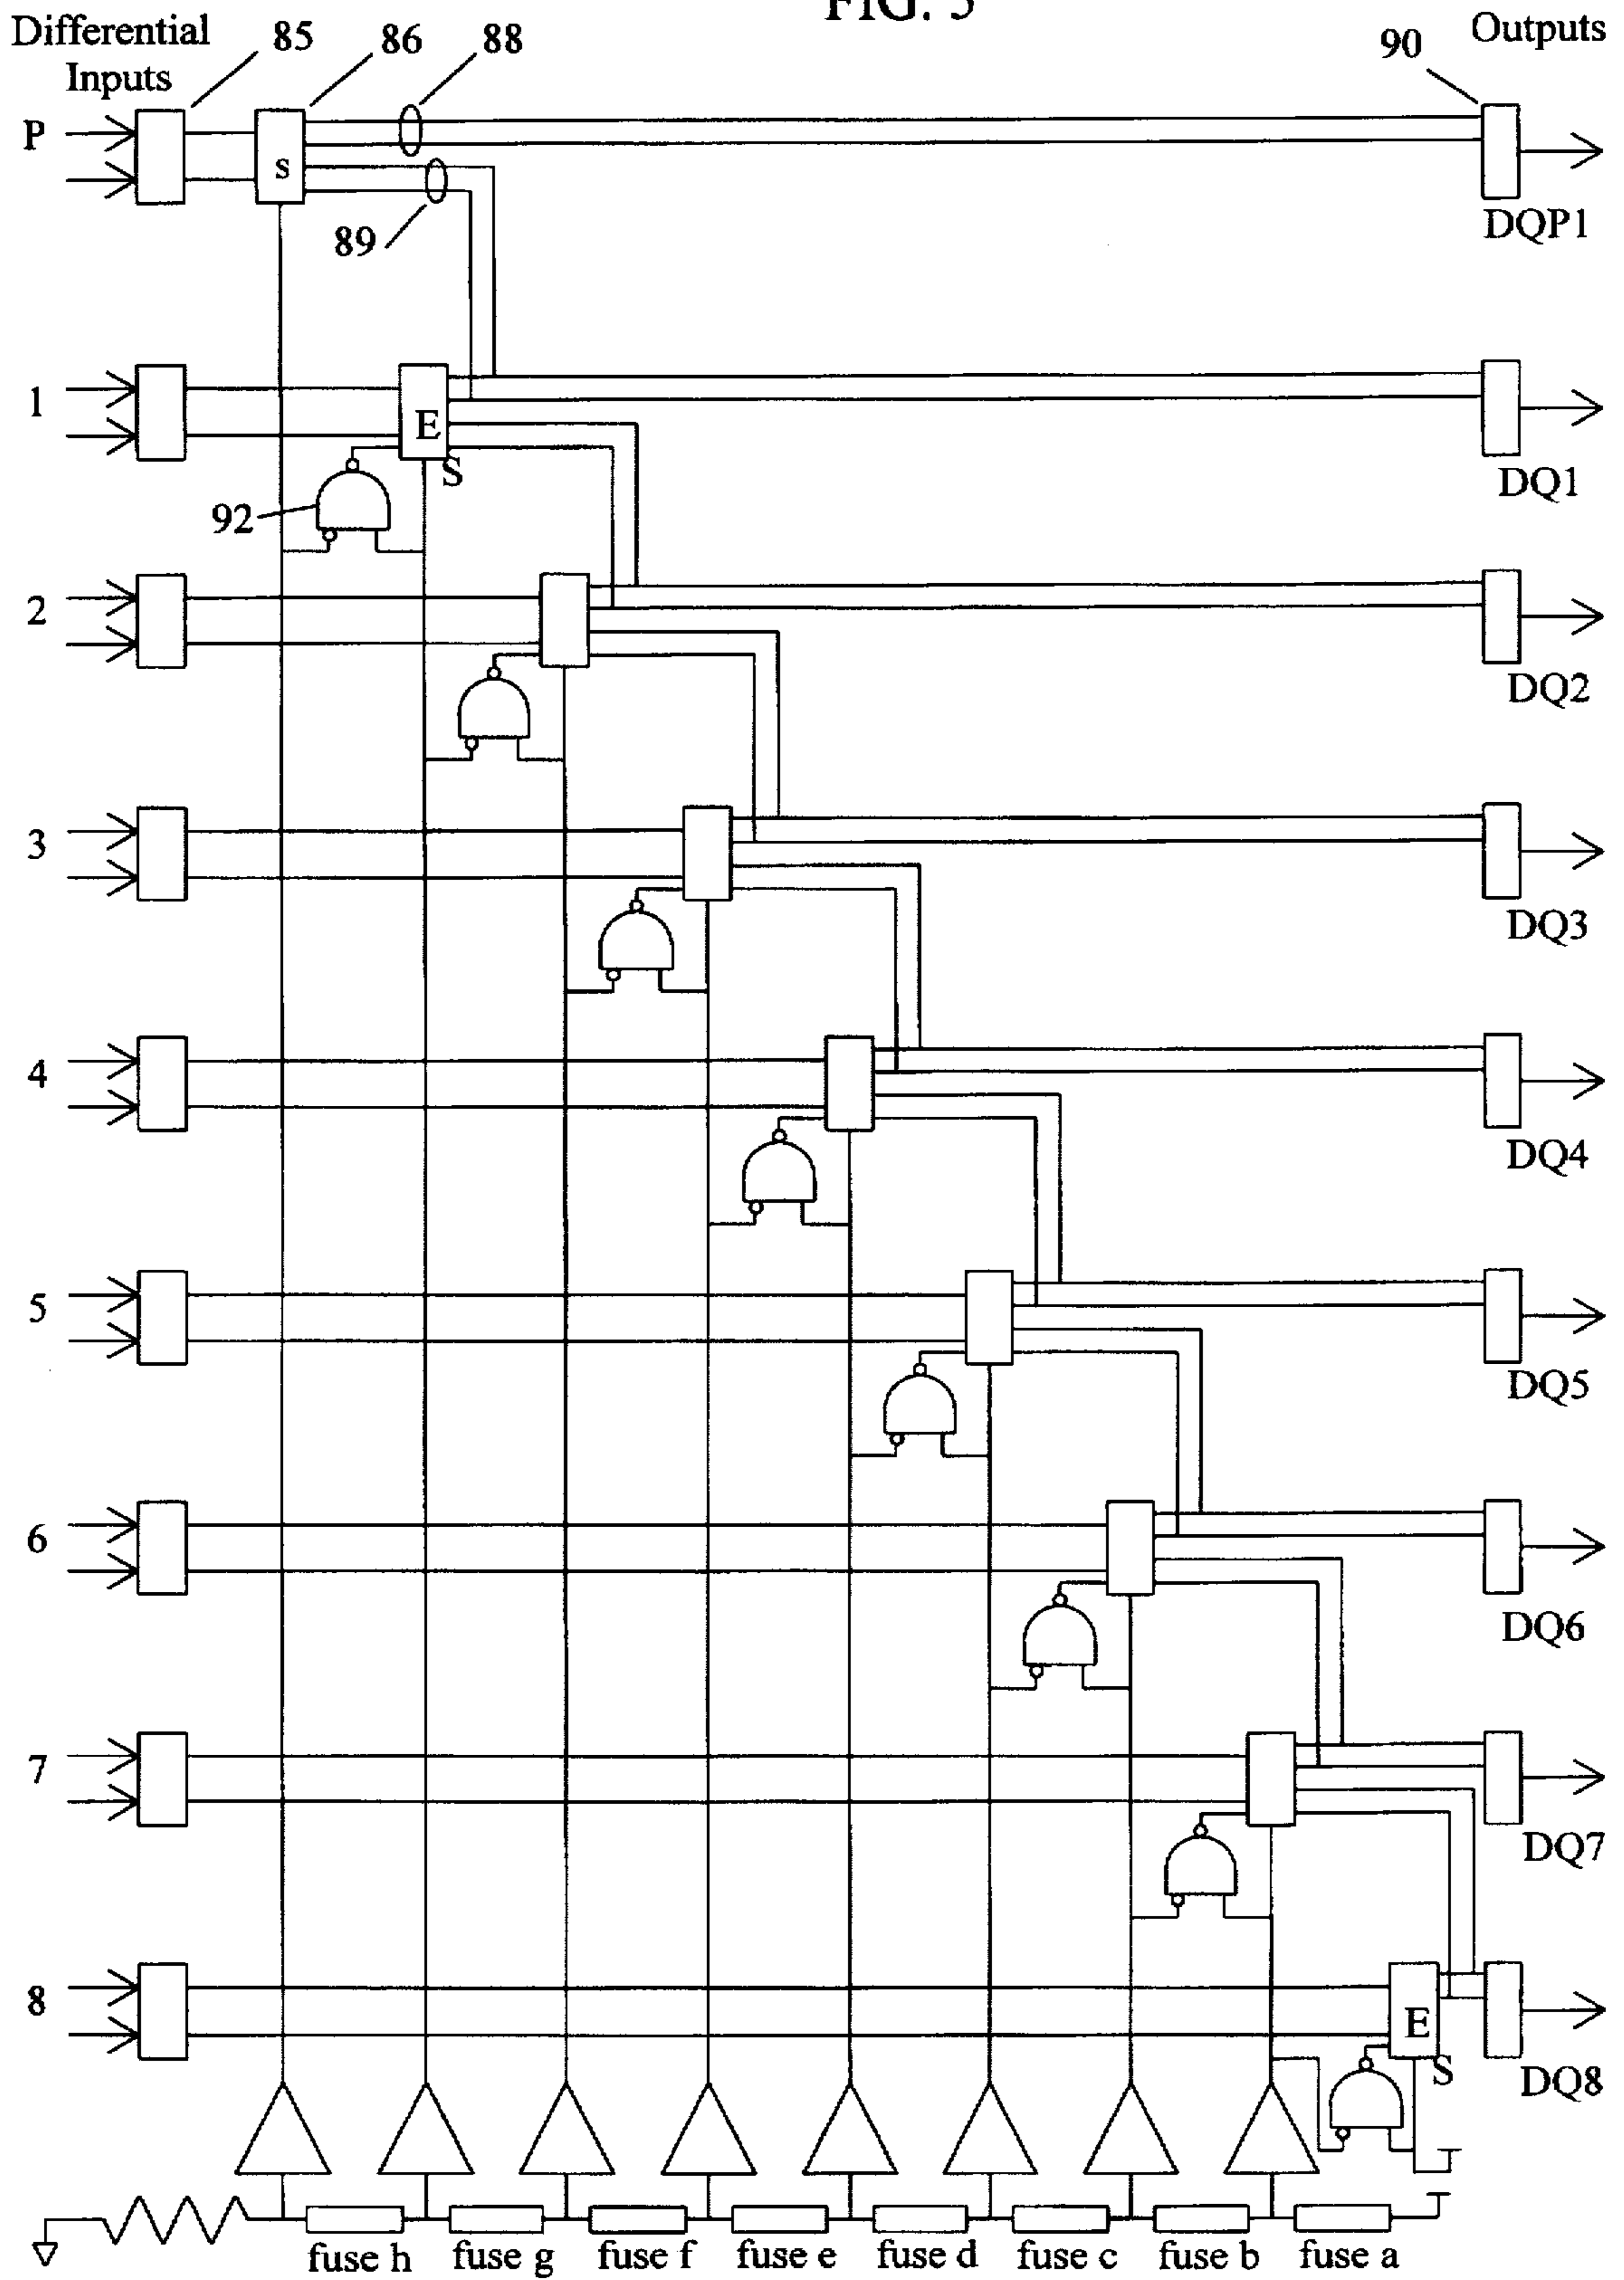 FIG. 5
Differential
Inputs
85
86
88
90
Outputs
P
s
89
DQP1
1
E
S
92
DQ1
2
DQ2
3
DQ3
4
DQ4
5
DQ5
6
DQ6
7
DQ7
8
E
S
DQ8
fuse h fuse g fuse f fuse e fuse d fuse c fuse b fuse a